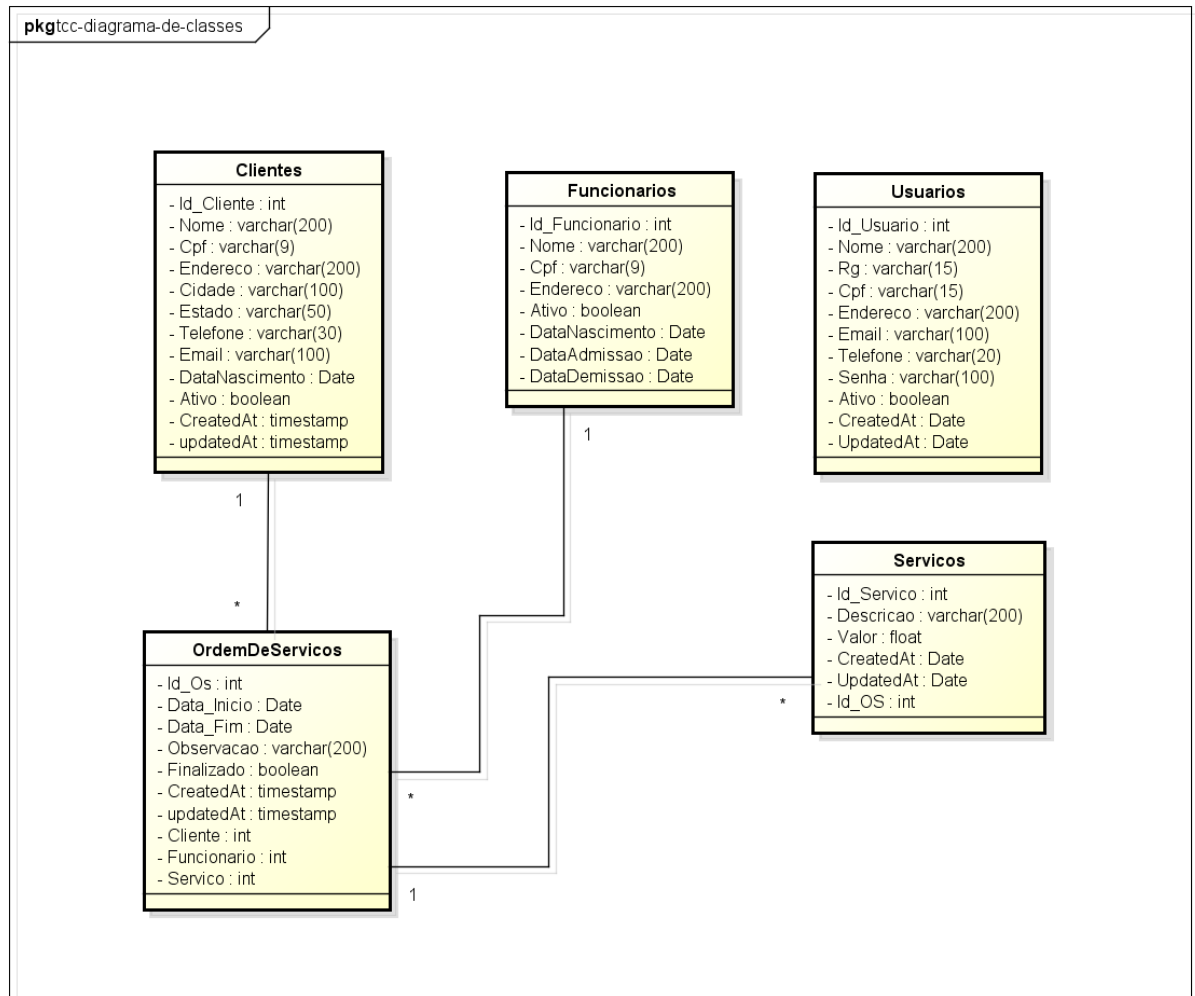 pkgtcc-diagrama-de-classes
Clientes
- Id_Cliente : int
- Nome : varchar(200)
- Cpf : varchar(9)
- Endereco : varchar(200)
- Cidade : varchar(100)
- Estado : varchar(50)
- Telefone : varchar(30)
- Email : varchar(100)
- DataNascimento : Date
- Ativo : boolean
- CreatedAt : timestamp
- updatedAt : timestamp
Funcionarios
- Id_Funcionario : int
- Nome : varchar(200)
- Cpf : varchar(9)
- Endereco : varchar(200)
- Ativo : boolean
- DataNascimento : Date
- DataAdmissao : Date
- DataDemissao : Date
Usuarios
- Id_Usuario : int
- Nome : varchar(200)
- Rg : varchar(15)
- Cpf : varchar(15)
- Endereco : varchar(200)
- Email : varchar(100)
- Telefone : varchar(20)
- Senha : varchar(100)
- Ativo : boolean
- CreatedAt : Date
- UpdatedAt : Date
1
1
*
OrdemDeServicos
- Id_Os : int
- Data_Inicio : Date
- Data_Fim : Date
- Observacao : varchar(200)
- Finalizado : boolean
- CreatedAt : timestamp
- updatedAt : timestamp
- Cliente : int
- Funcionario : int
- Servico : int
*
1
Servicos
- Id_Servico : int
- Descricao : varchar(200)
- Valor : float
- CreatedAt : Date
- UpdatedAt : Date
- Id_OS : int
*